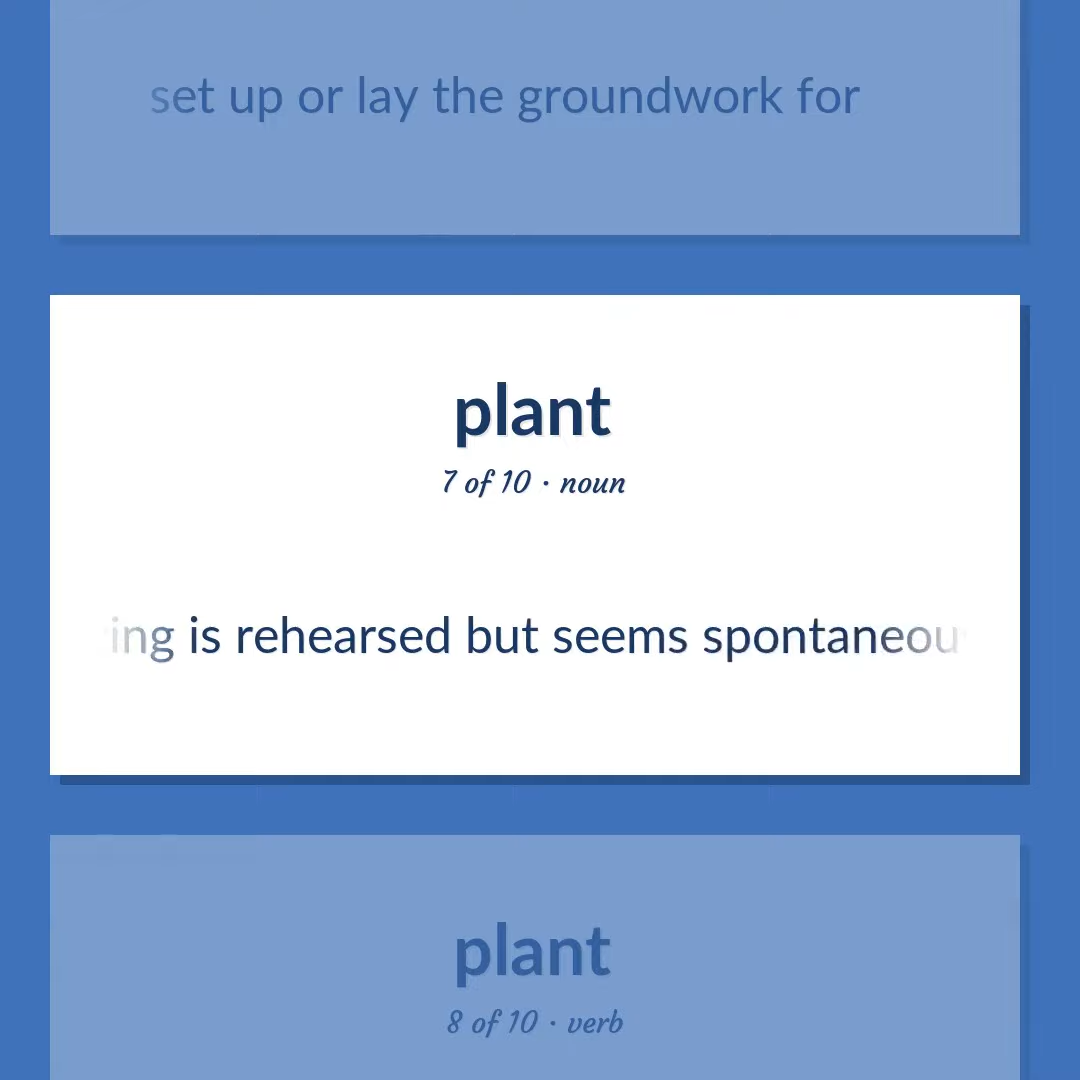 set up or lay the groundwork for
plant
7 of 10 · noun
ing is rehearsed but seems spontaneou
plant
8 of 10 · verb